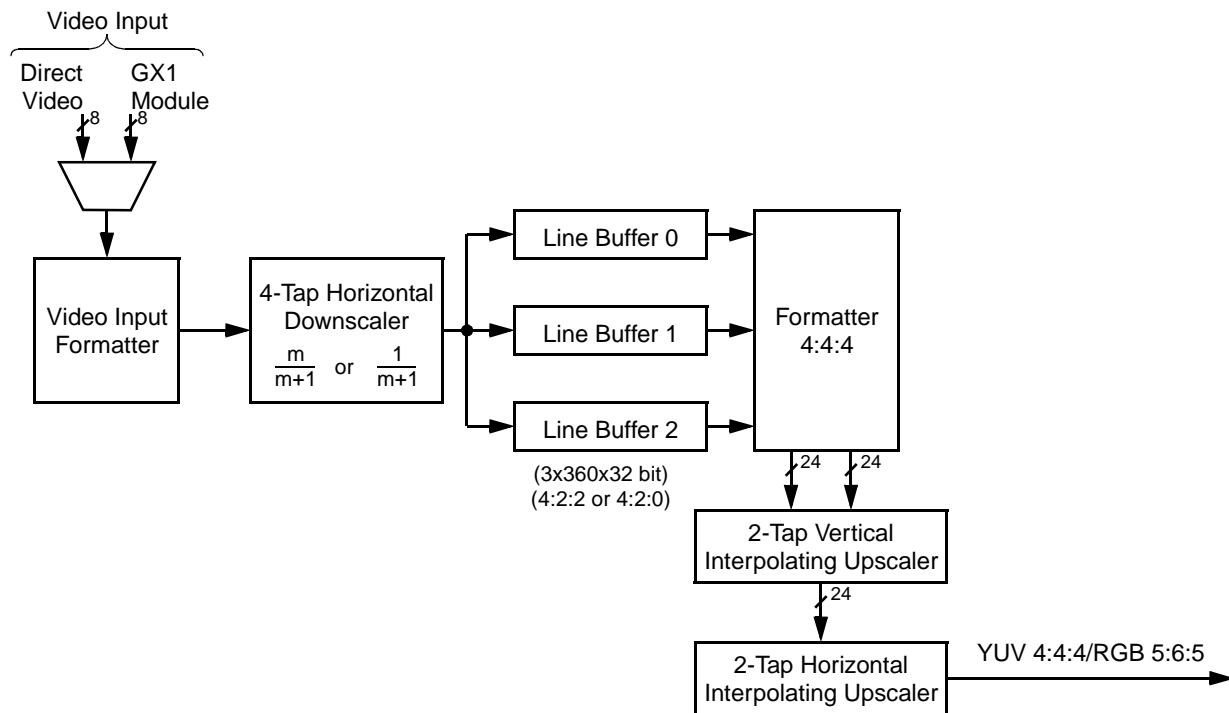 Video Input
Direct
Video
GX1
Module
8
8
Video Input
Formatter
4-Tap Horizontal
Downscaler
m
m+1
or
1
m+1
Line Buffer 0
Line Buffer 1
Line Buffer 2
(3x360x32 bit)
(4:2:2 or 4:2:0)
Formatter
4:4:4
24
24
2-Tap Vertical
Interpolating Upscaler
24
2-Tap Horizontal
Interpolating Upscaler
YUV 4:4:4/RGB 5:6:5